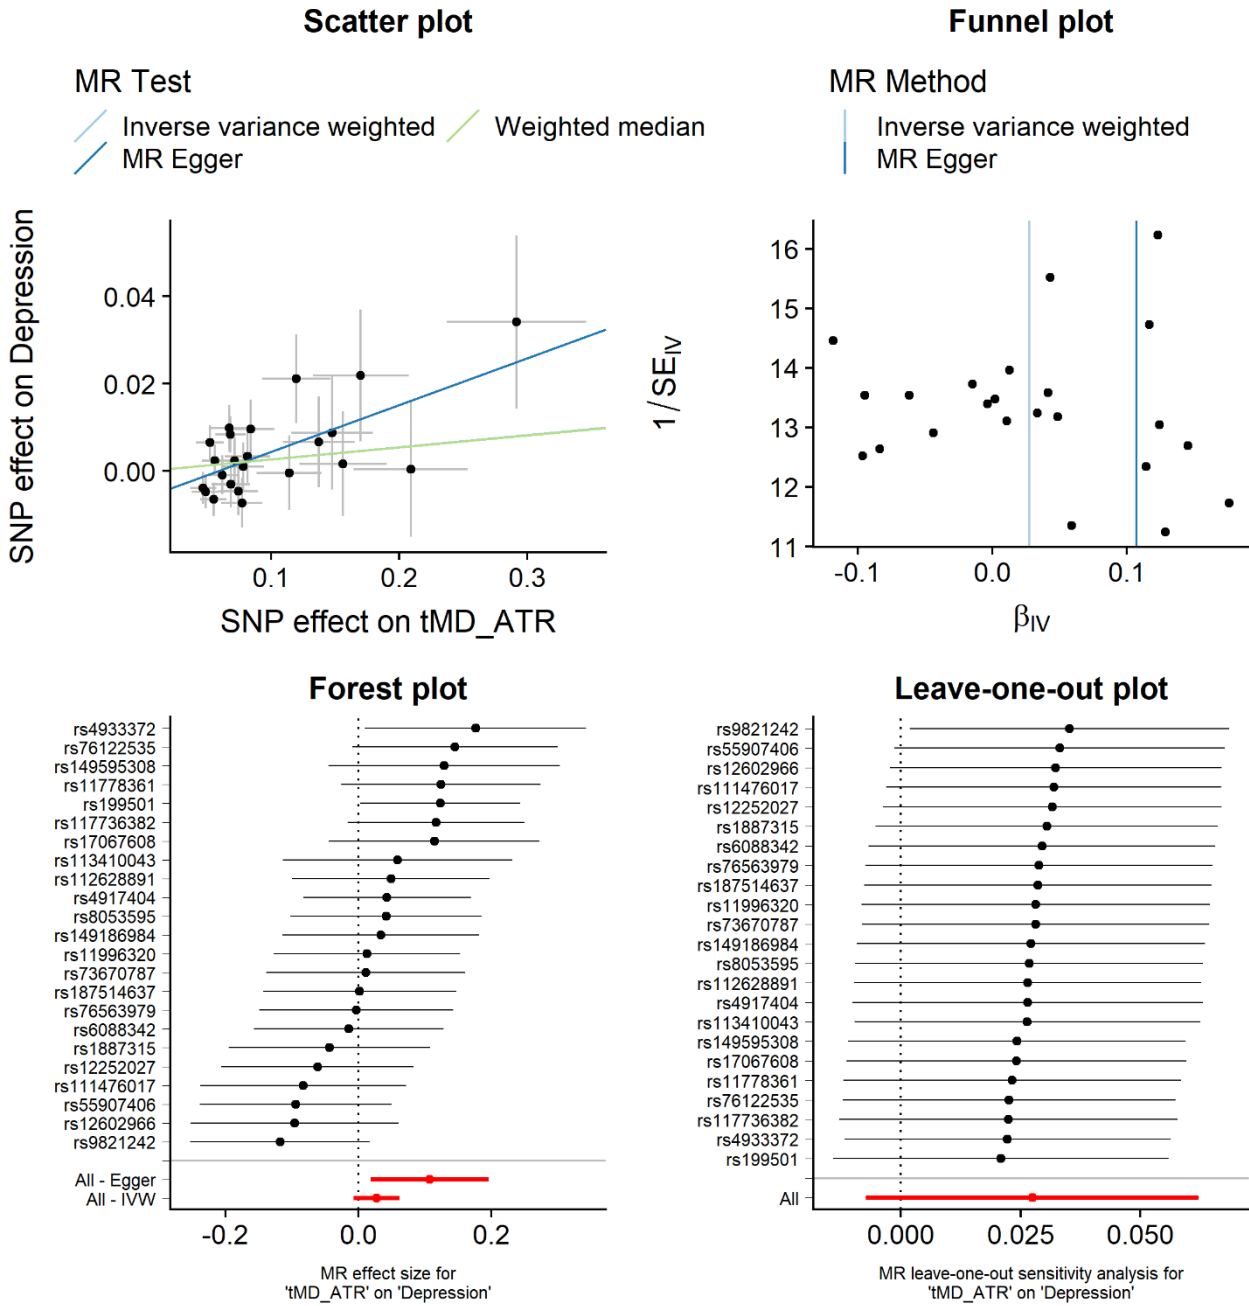 Scatter plot
MR Test
Inverse variance weighted
Weighted median
MR Egger
SNP effect on Depression
0.04
0.02
0.00
0.1
0.2
0.3
SNP effect on tMD_ATR
Funnel plot
MR Method
Inverse variance weighted
MR Egger
1/SEIV
16
15
14
13
12
11
-0.1
0.0
0.1
βIV
Forest plot
rs4933372
rs76122535
rs149595308
rs11778361
rs199501
rs117736382
rs17067608
rs113410043
rs112628891
rs4917404
rs8053595
rs149186984
rs11996320
rs73670787
rs187514637
rs76563979
rs6088342
rs1887315
rs12252027
rs111476017
rs55907406
rs12602966
rs9821242
All - Egger
All - IVW
-0.2
0.0
0.2
MR effect size for
'tMD_ATR' on 'Depression'
Leave-one-out plot
rs9821242
rs55907406
rs12602966
rs111476017
rs12252027
rs1887315
rs6088342
rs76563979
rs187514637
rs11996320
rs73670787
rs149186984
rs8053595
rs112628891
rs4917404
rs113410043
rs149595308
rs17067608
rs11778361
rs76122535
rs117736382
rs4933372
rs199501
All
0.000
0.025
0.050
MR leave-one-out sensitivity analysis for
'tMD_ATR' on 'Depression'